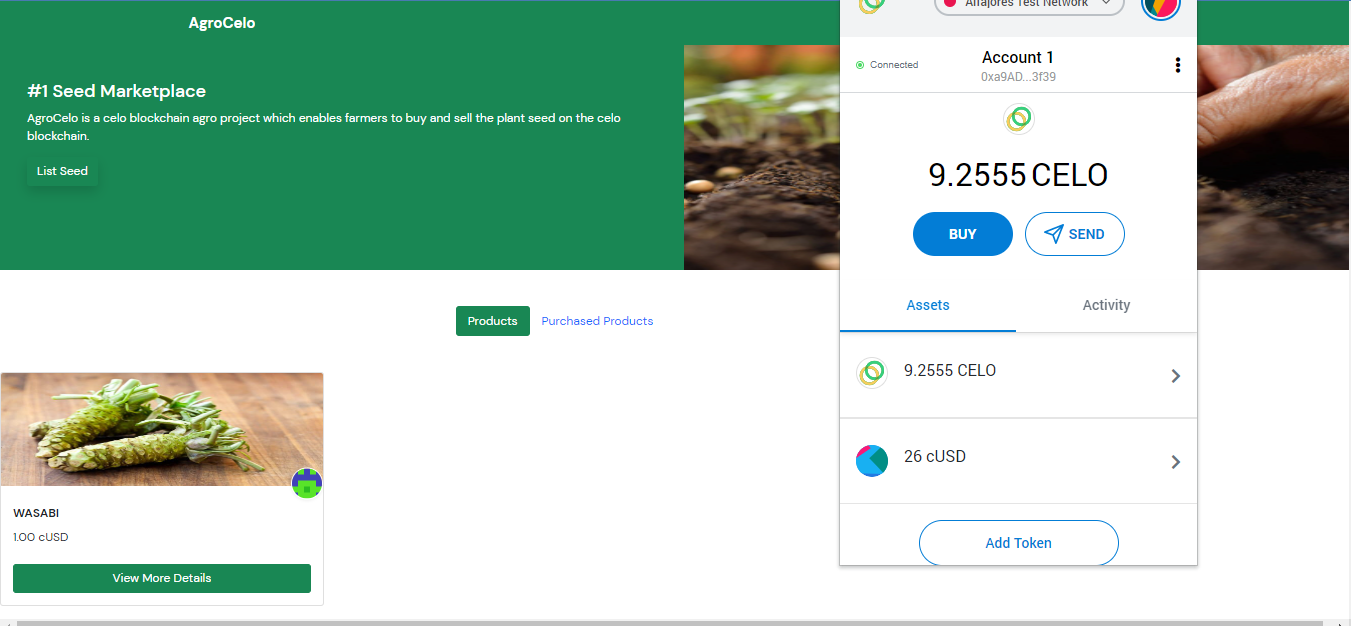 AgroCelo
#1 Seed Marketplace
AgroCelo is a celo blockchain agro project which enables farmers to buy and sell the plant seed on the celo
blockchain.
List Seed
Products
Purchased Products
WASABI
1.00 cUSD
View More Details
Alfajores Test Network
Connected
Account 1
0xa9AD...3f39
9.2555 CELO
BUY
SEND
Assets
Activity
9.2555 CELO
26 cUSD
Add Token